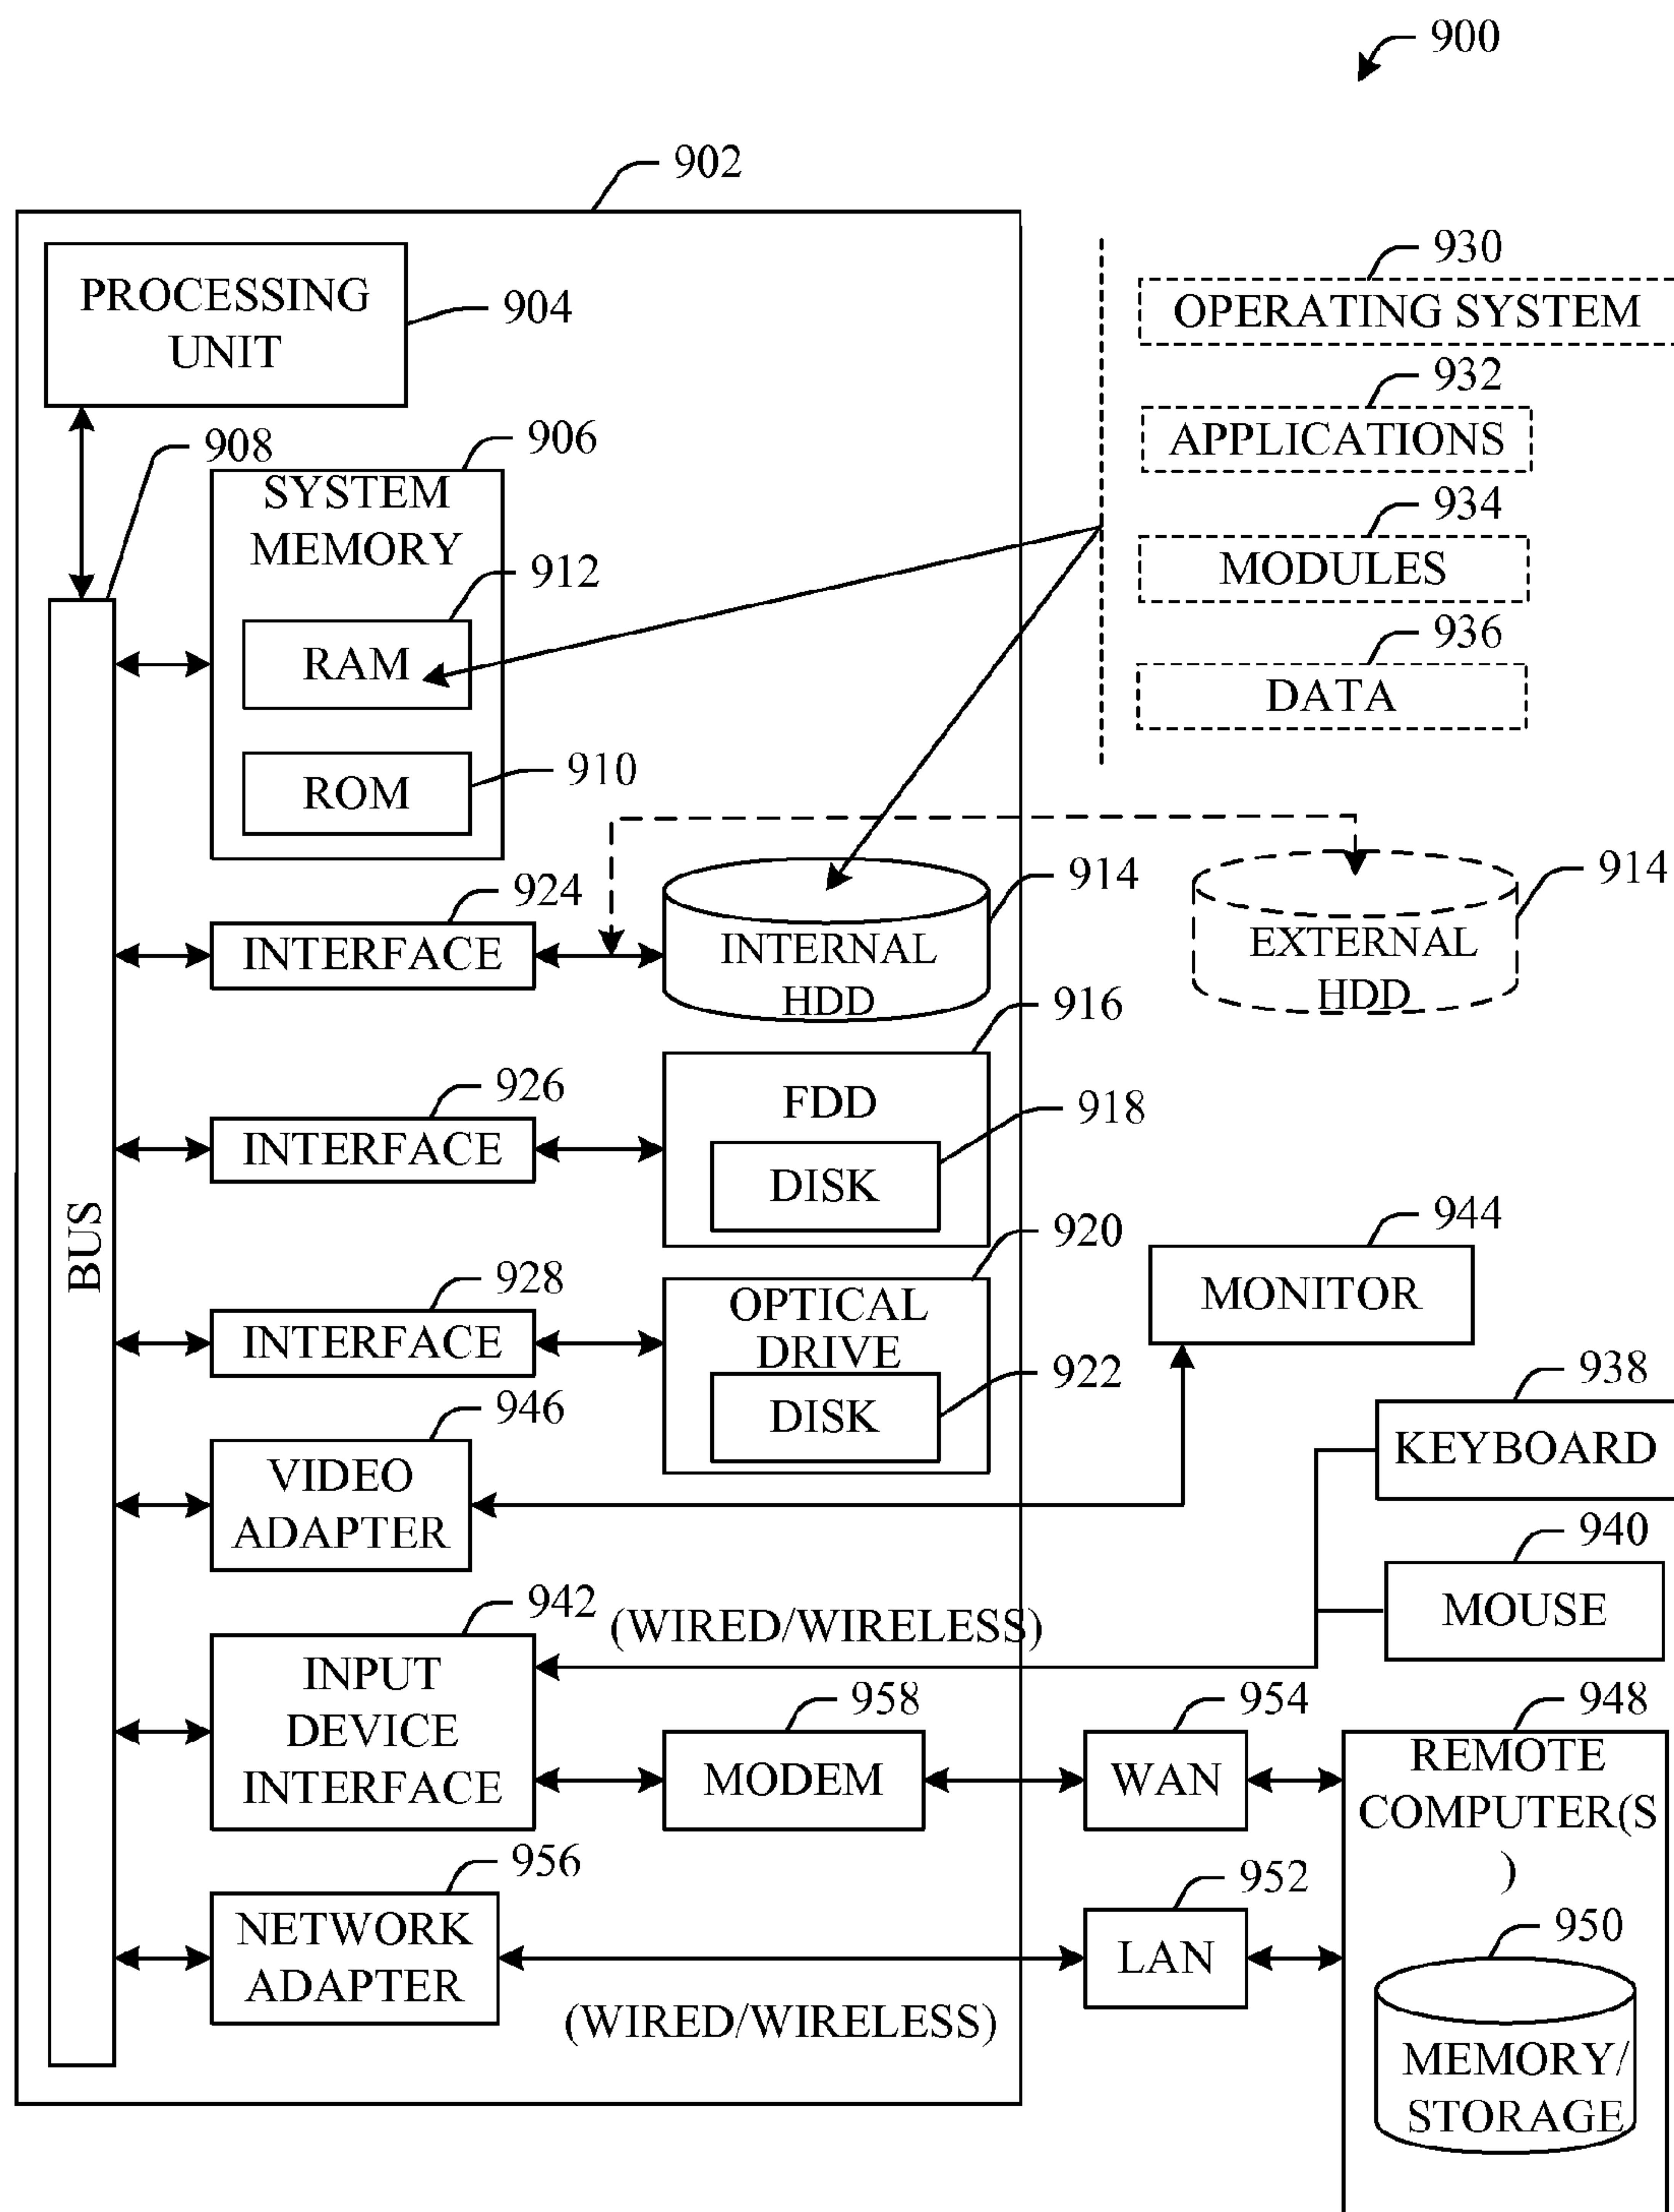 900
902
PROCESSING
UNIT
904
908
906
SYSTEM
MEMORY
912
RAM
910
ROM
930
OPERATING SYSTEM
932
APPLICATIONS
934
MODULES
936
DATA
924
INTERFACE
914
INTERNAL
HDD
914
EXTERNAL
HDD
916
926
INTERFACE
FDD
918
DISK
BUS
920
928
INTERFACE
OPTICAL
DRIVE
922
DISK
944
MONITOR
946
VIDEO
ADAPTER
938
KEYBOARD
940
MOUSE
942
(WIRED/WIRELESS)
INPUT
DEVICE
INTERFACE
958
MODEM
954
WAN
948
REMOTE
COMPUTER(S
)
956
NETWORK
ADAPTER
952
LAN
(WIRED/WIRELESS)
950
MEMORY/
STORAGE